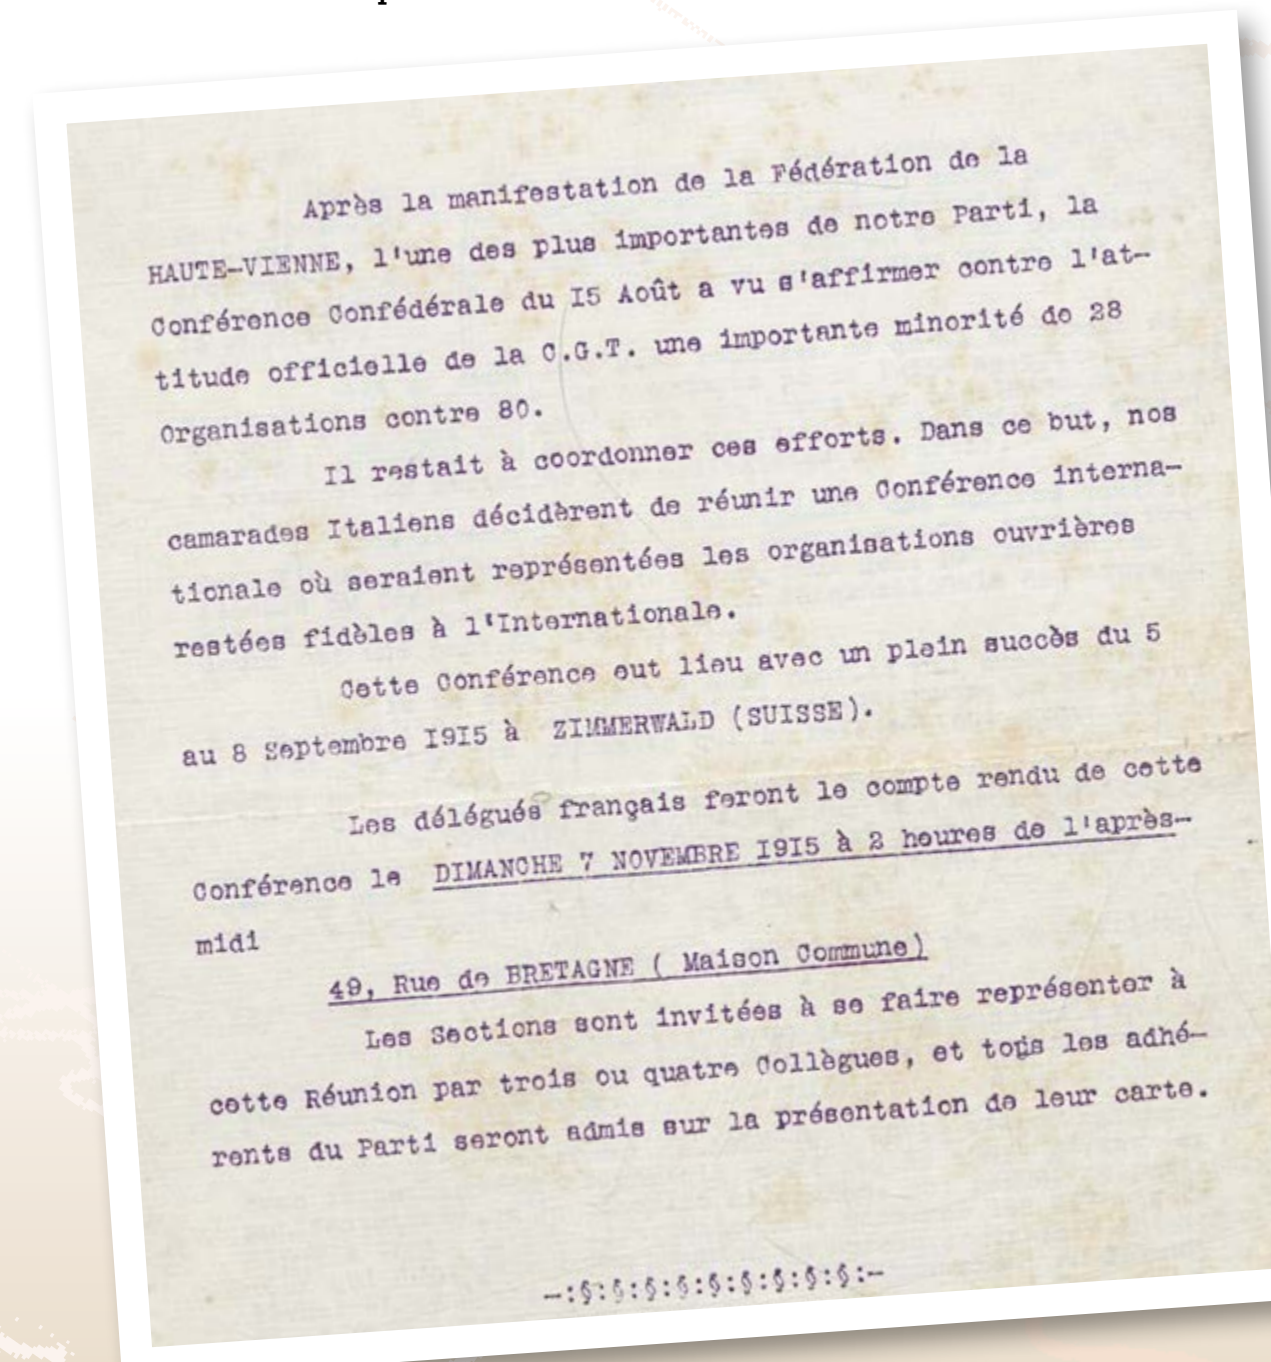 Après la manifestation de la Fédération de la
HAUTE-VIENNE, l'une des plus importantes de notre Parti, la
Conférence Confédérale du I5 Août a vu s'affirmer contre l'at-
titude officielle de la C.G.T. une importante minorité de 28
Organisations contre 80.
Il restait à coordonner ces efforts. Dans ce but, nos
camarades Italiens décidèrent de réunir une Conférence interna-
tionale où seraient représentées les organisations ouvrières
restées fidèles à l'Internationale.
Cette Conférence eut lieu avec un plein succès du 5
au 8 Septembre I9I5 à ZIMMERWALD (SUISSE).
Les délégués français feront le compte rendu de cette
Conférence le DIMANCHE 7 NOVEMBRE I9I5 à 2 heures de l'après-
midi
49, Rue de BRETAGNE ( Maison Commune)
Les Sections sont invitées à se faire représenter à
cette Réunion par trois ou quatre Collègues, et tous les adhé-
rents du Parti seront admis sur la présentation de leur carte.
-:§:§:§:§:§:§:§:§:§:-